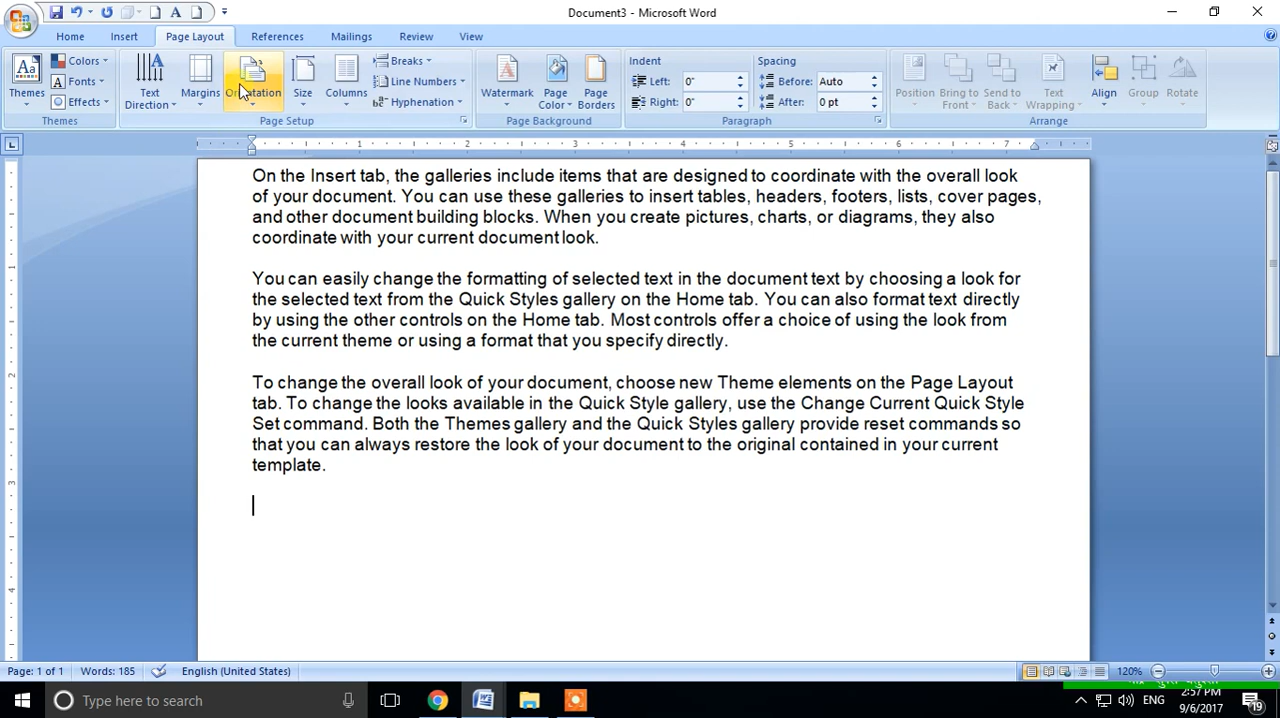 Document3 - Microsoft Word
Home Insert Page Layout References Mailings Review View
Themes
Colors
Fonts
Effects
Themes
Text Direction
Margins
Orientation
Size
Columns
Breaks
Line Numbers
Hyphenation
Page Setup
Watermark
Page Color
Page Borders
Page Background
Indent
Left: 0"
Right: 0"
Spacing
Before: Auto
After: 0 pt
Paragraph
Position
Bring to Front
Send to Back
Text Wrapping
Align
Group
Rotate
Arrange
1 2 3 4 5 6 7
On the Insert tab, the galleries include items that are designed to coordinate with the overall look
of your document. You can use these galleries to insert tables, headers, footers, lists, cover pages,
and other document building blocks. When you create pictures, charts, or diagrams, they also
coordinate with your current document look.
You can easily change the formatting of selected text in the document text by choosing a look for
the selected text from the Quick Styles gallery on the Home tab. You can also format text directly
by using the other controls on the Home tab. Most controls offer a choice of using the look from
the current theme or using a format that you specify directly.
To change the overall look of your document, choose new Theme elements on the Page Layout
tab. To change the looks available in the Quick Style gallery, use the Change Current Quick Style
Set command. Both the Themes gallery and the Quick Styles gallery provide reset commands so
that you can always restore the look of your document to the original contained in your current
template.
1
2
3
4
Page: 1 of 1 Words: 185 English (United States) 120%
Type here to search
ENG
2:57 PM
9/6/2017
19